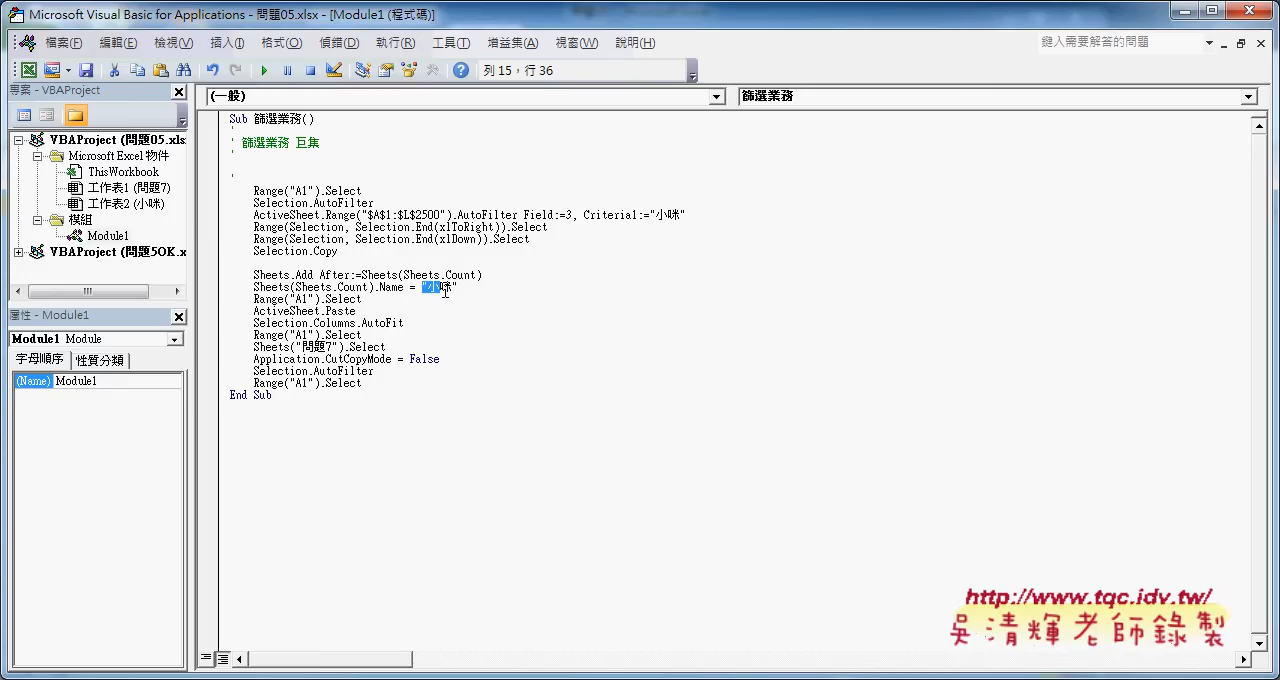 Microsoft Visual Basic for Applications - 問題05.xlsx - [Module1 (程式碼)]
檔案(F) 編輯(E) 檢視(V) 插入(I) 格式(O) 偵錯(D) 執行(R) 工具(T) 增益集(A) 視窗(W) 說明(H) 鍵入需要解答的問題
列 15，行 36
專案 - VBAProject
(一般) 篩選業務
VBAProject (問題05.xls
Microsoft Excel 物件
ThisWorkbook
工作表1 (問題7)
工作表2 (小咪)
模組
Module1
VBAProject (問題5OK.x
屬性 - Module1
Module1 Module
字母順序 性質分類
(Name) Module1
Sub 篩選業務()
'
' 篩選業務 巨集
'
'
Range("A1").Select
Selection.AutoFilter
ActiveSheet.Range("$A$1:$L$2500").AutoFilter Field:=3, Criteria1:="小咪"
Range(Selection, Selection.End(xlToRight)).Select
Range(Selection, Selection.End(xlDown)).Select
Selection.Copy
Sheets.Add After:=Sheets(Sheets.Count)
Sheets(Sheets.Count).Name = "小咪"
Range("A1").Select
ActiveSheet.Paste
Selection.Columns.AutoFit
Range("A1").Select
Sheets("問題7").Select
Application.CutCopyMode = False
Selection.AutoFilter
Range("A1").Select
End Sub
http://www.tqc.idv.tw/
吳清輝老師錄製